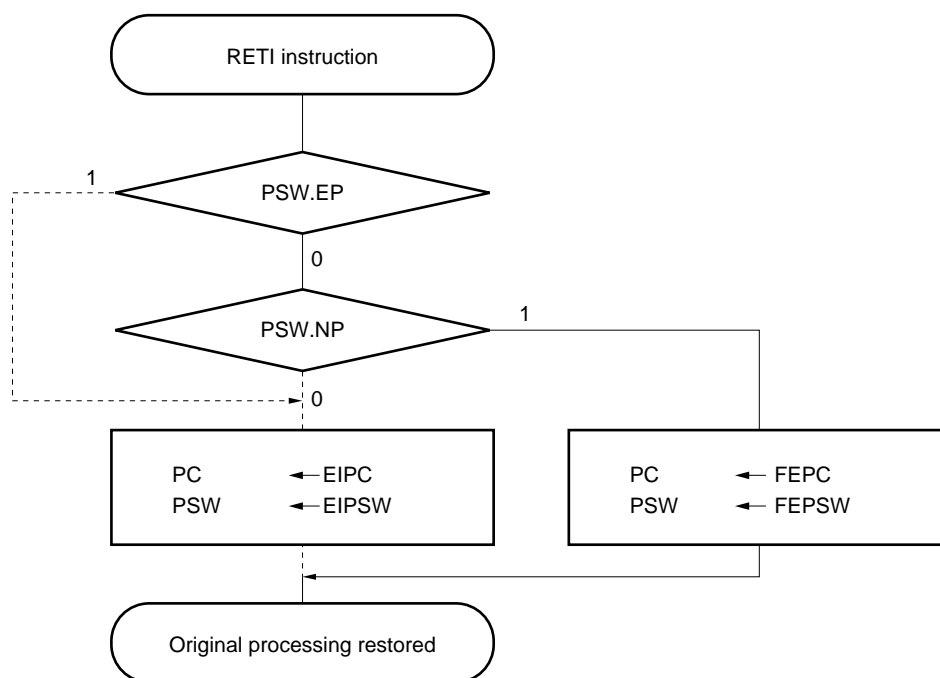 RETI instruction
1
PSW.EP
0
PSW.NP
1
0
PC EIPC
PSW EIPSW
PC FEPC
PSW FEPSW
Original processing restored